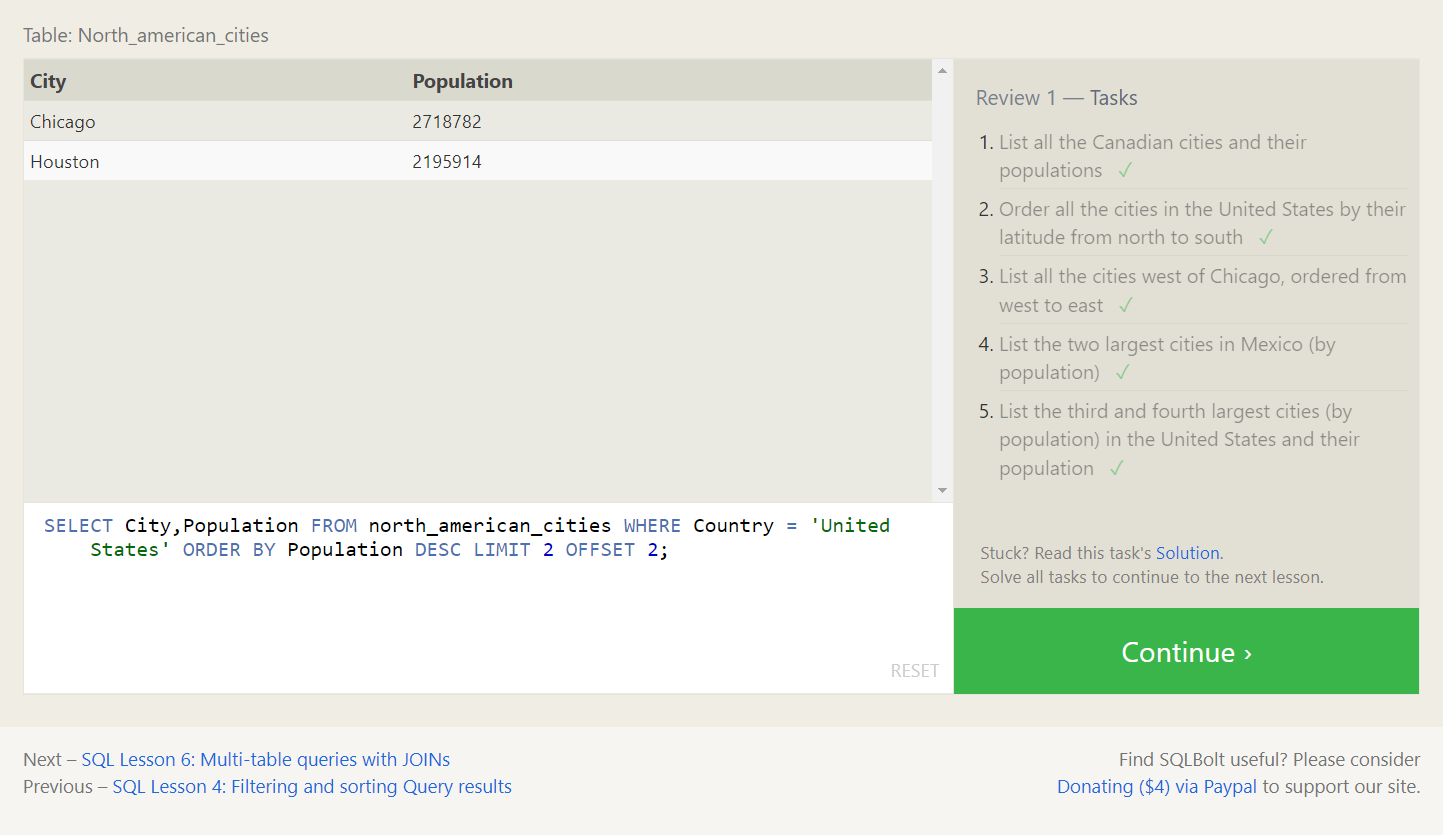 Table: North_american_cities
City Population
Chicago 2718782
Houston 2195914
SELECT City,Population FROM north_american_cities WHERE Country = 'United
States' ORDER BY Population DESC LIMIT 2 OFFSET 2;
RESET
Review 1 — Tasks
1. List all the Canadian cities and their
populations ✓
2. Order all the cities in the United States by their
latitude from north to south ✓
3. List all the cities west of Chicago, ordered from
west to east ✓
4. List the two largest cities in Mexico (by
population) ✓
5. List the third and fourth largest cities (by
population) in the United States and their
population ✓
Stuck? Read this task's Solution.
Solve all tasks to continue to the next lesson.
Continue ›
Next – SQL Lesson 6: Multi-table queries with JOINs
Previous – SQL Lesson 4: Filtering and sorting Query results
Find SQLBolt useful? Please consider
Donating ($4) via Paypal to support our site.